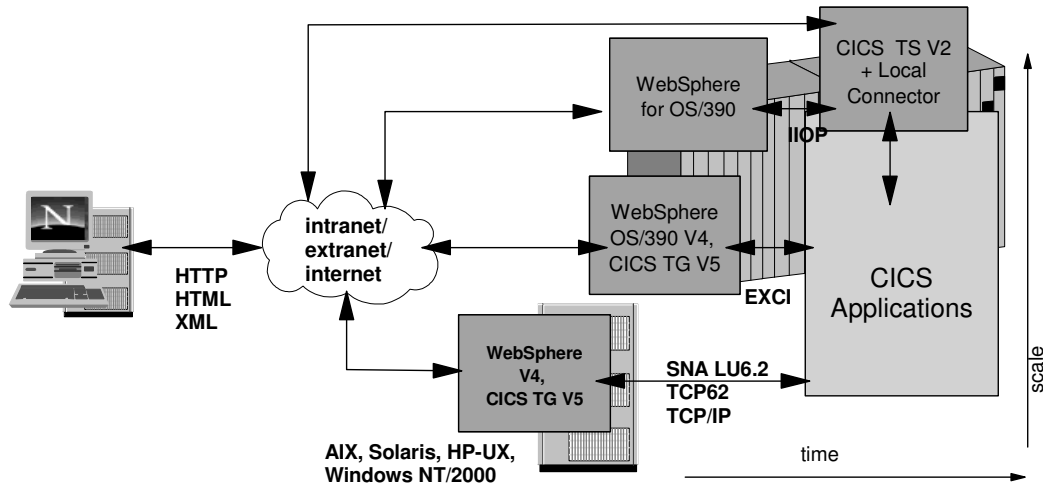 CICS TS V2
+ Local
Connector
WebSphere
for OS/390
IIOP
WebSphere
OS/390 V4,
CICS TG V5
EXCI
CICS
Applications
N
intranet/
extranet/
internet
HTTP
HTML
XML
WebSphere
V4,
CICS TG V5
SNA LU6.2
TCP62
TCP/IP
AIX, Solaris, HP-UX,
Windows NT/2000
time
scale